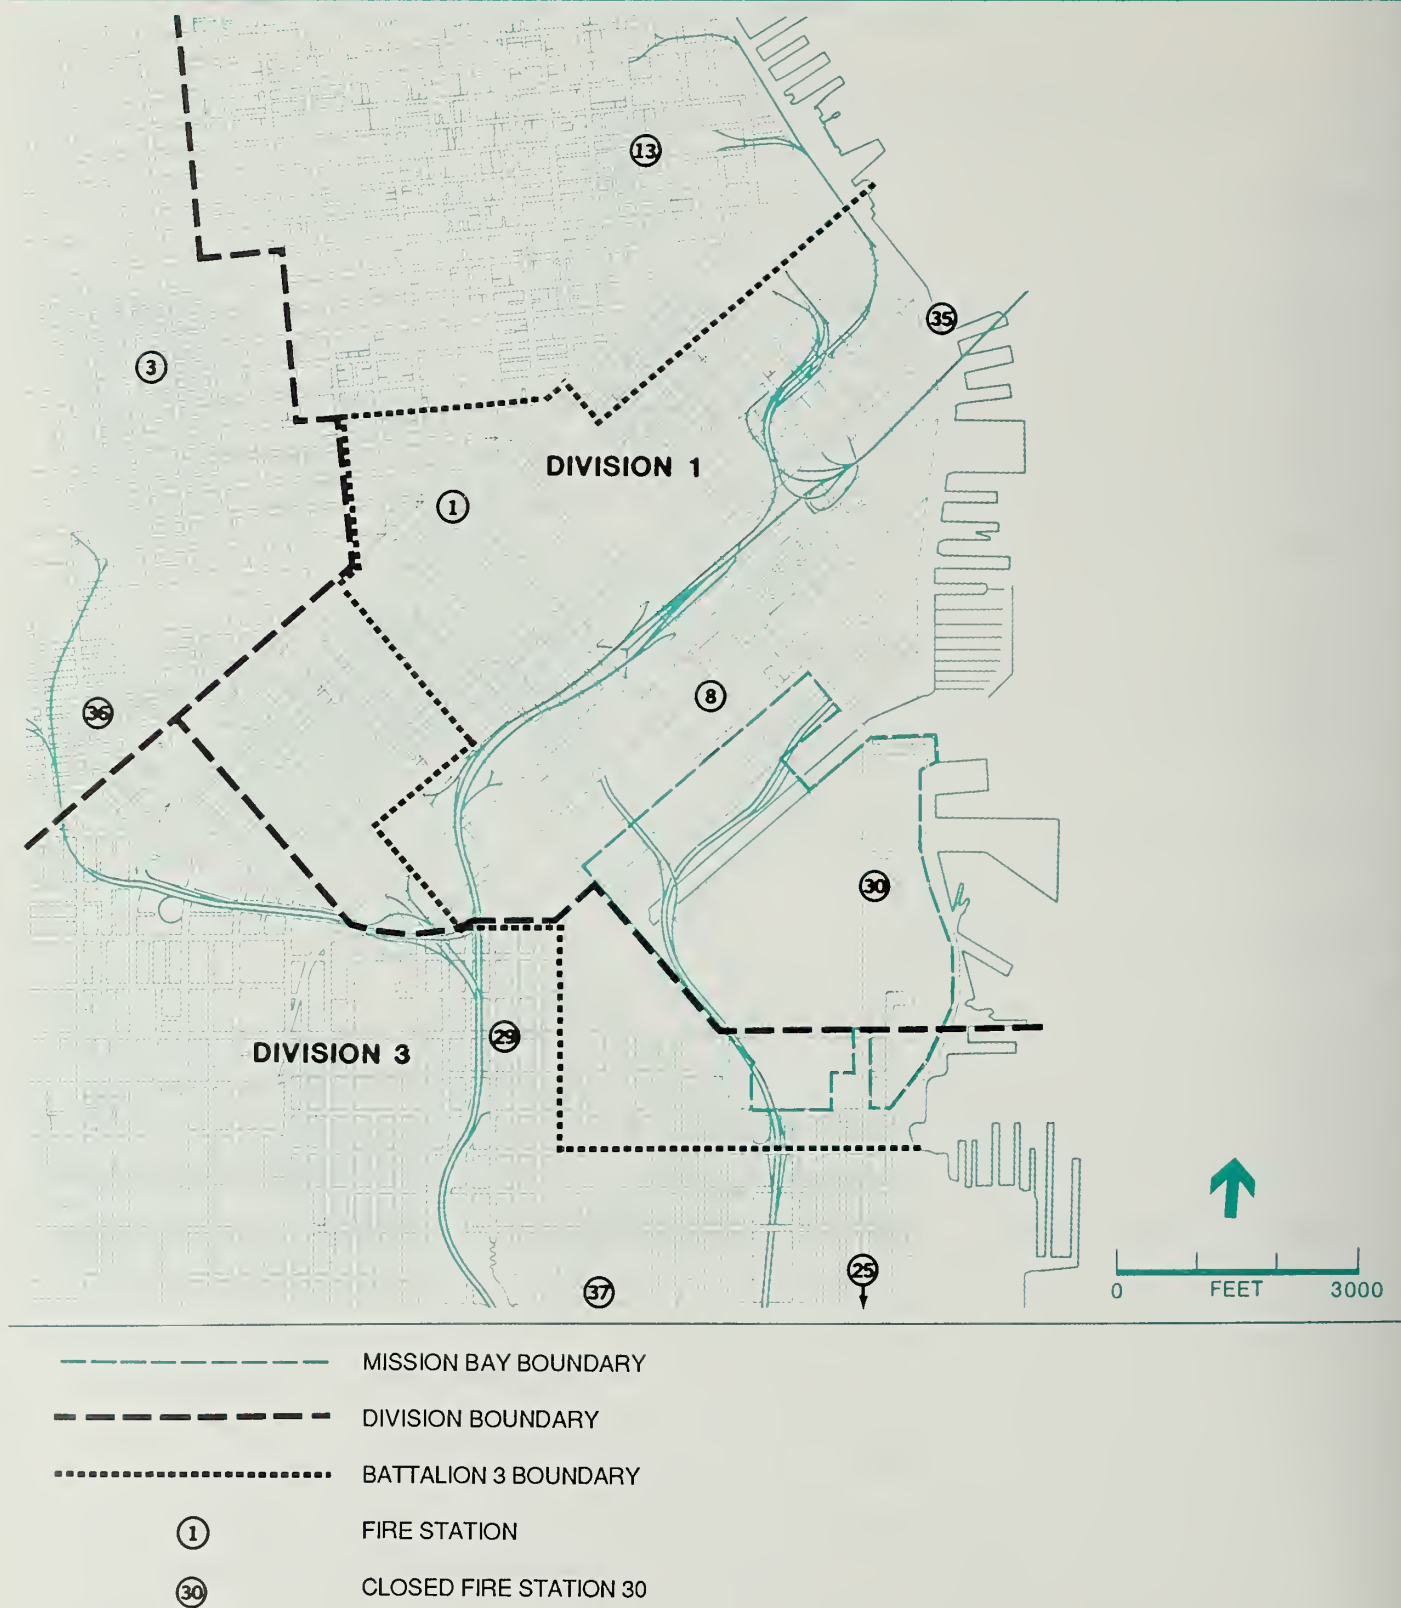 13
35
3
DIVISION 1
1
8
36
30
29
DIVISION 3
25
37
0 FEET 3000
MISSION BAY BOUNDARY
DIVISION BOUNDARY
BATTALION 3 BOUNDARY
1 FIRE STATION
30 CLOSED FIRE STATION 30